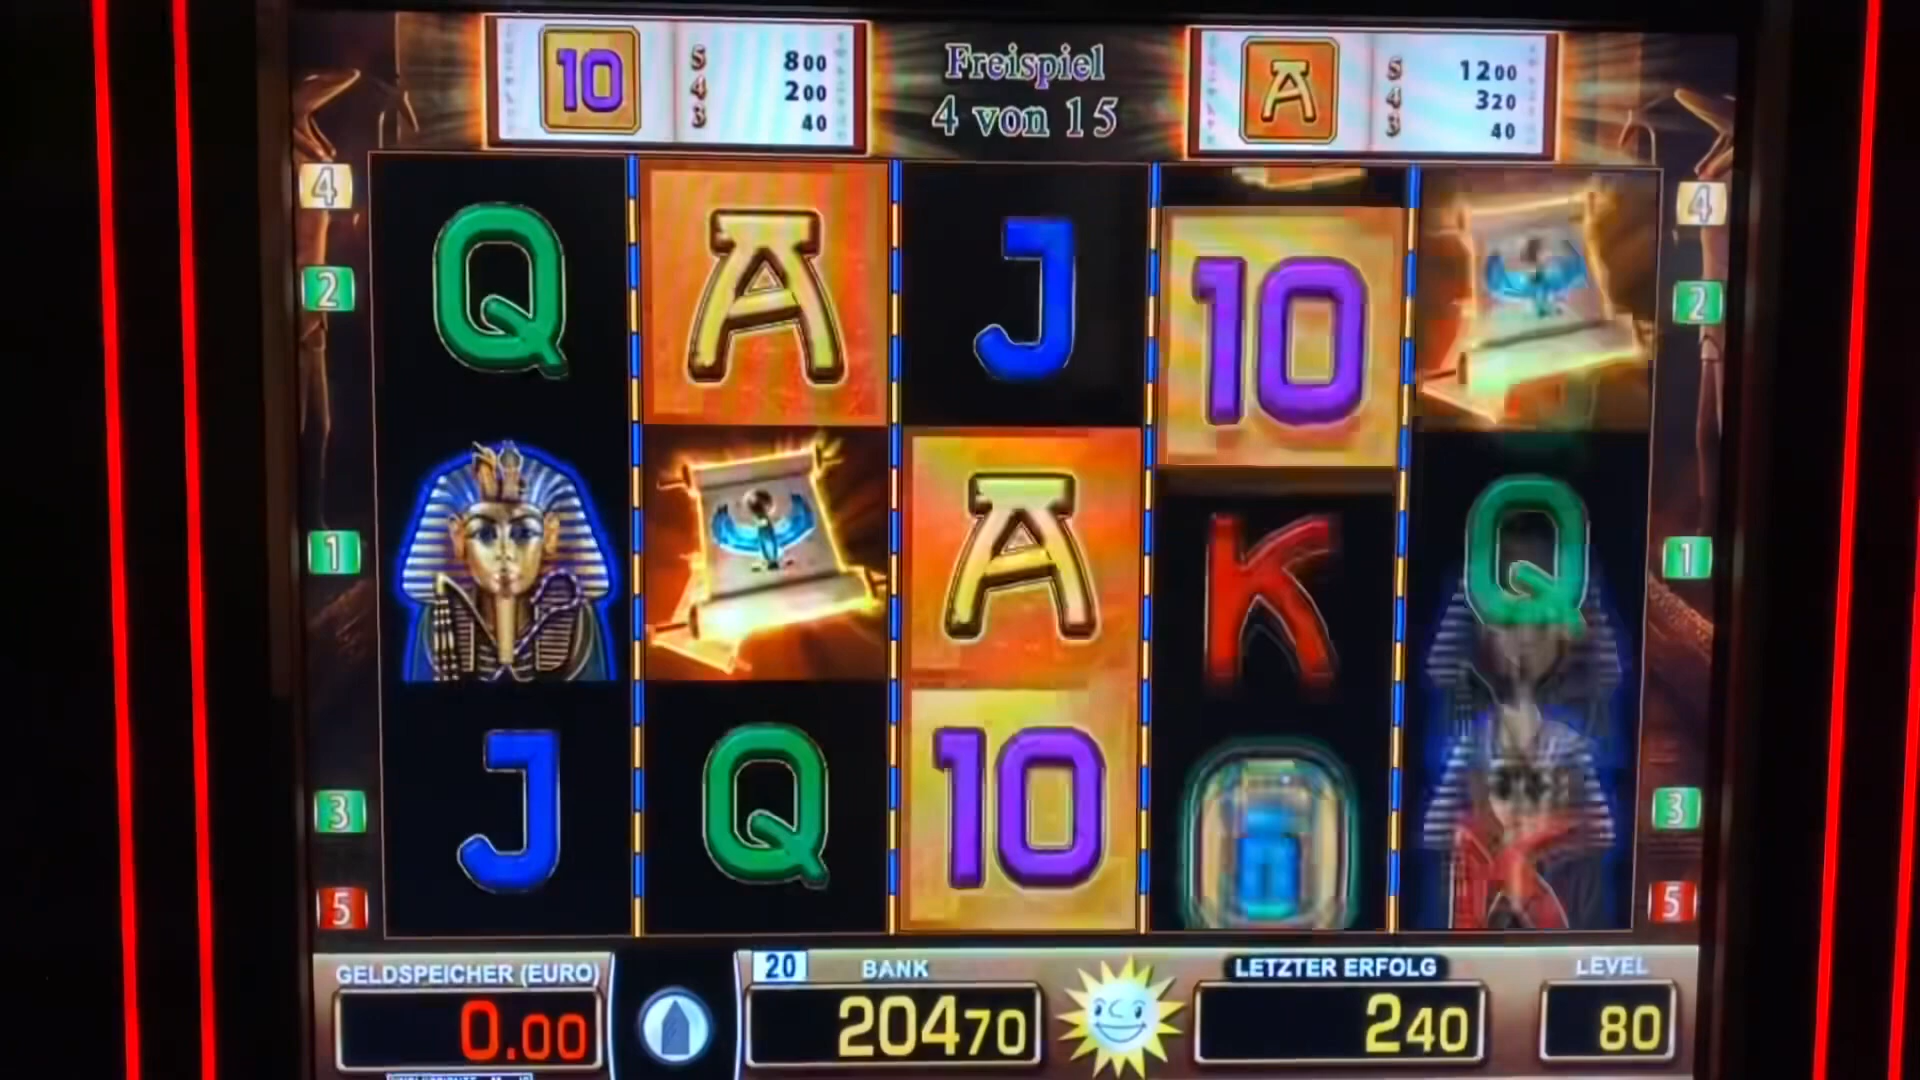 10
5 800
4 200
3 40
Freispiel
4 von 15
A
5 1200
4 320
3 40
4
4
Q
A
J
10
2
2
A
K
Q
1
1
J
Q
10
K
3
3
5
5
GELDSPEICHER (EURO)
0.00
20
BANK
20470
LETZTER ERFOLG
240
LEVEL
80